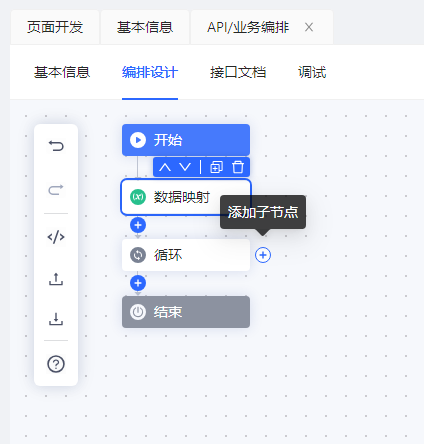 页面开发 基本信息 API/业务编排
基本信息 编排设计 接口文档 调试
开始
数据映射
添加子节点
循环
结束